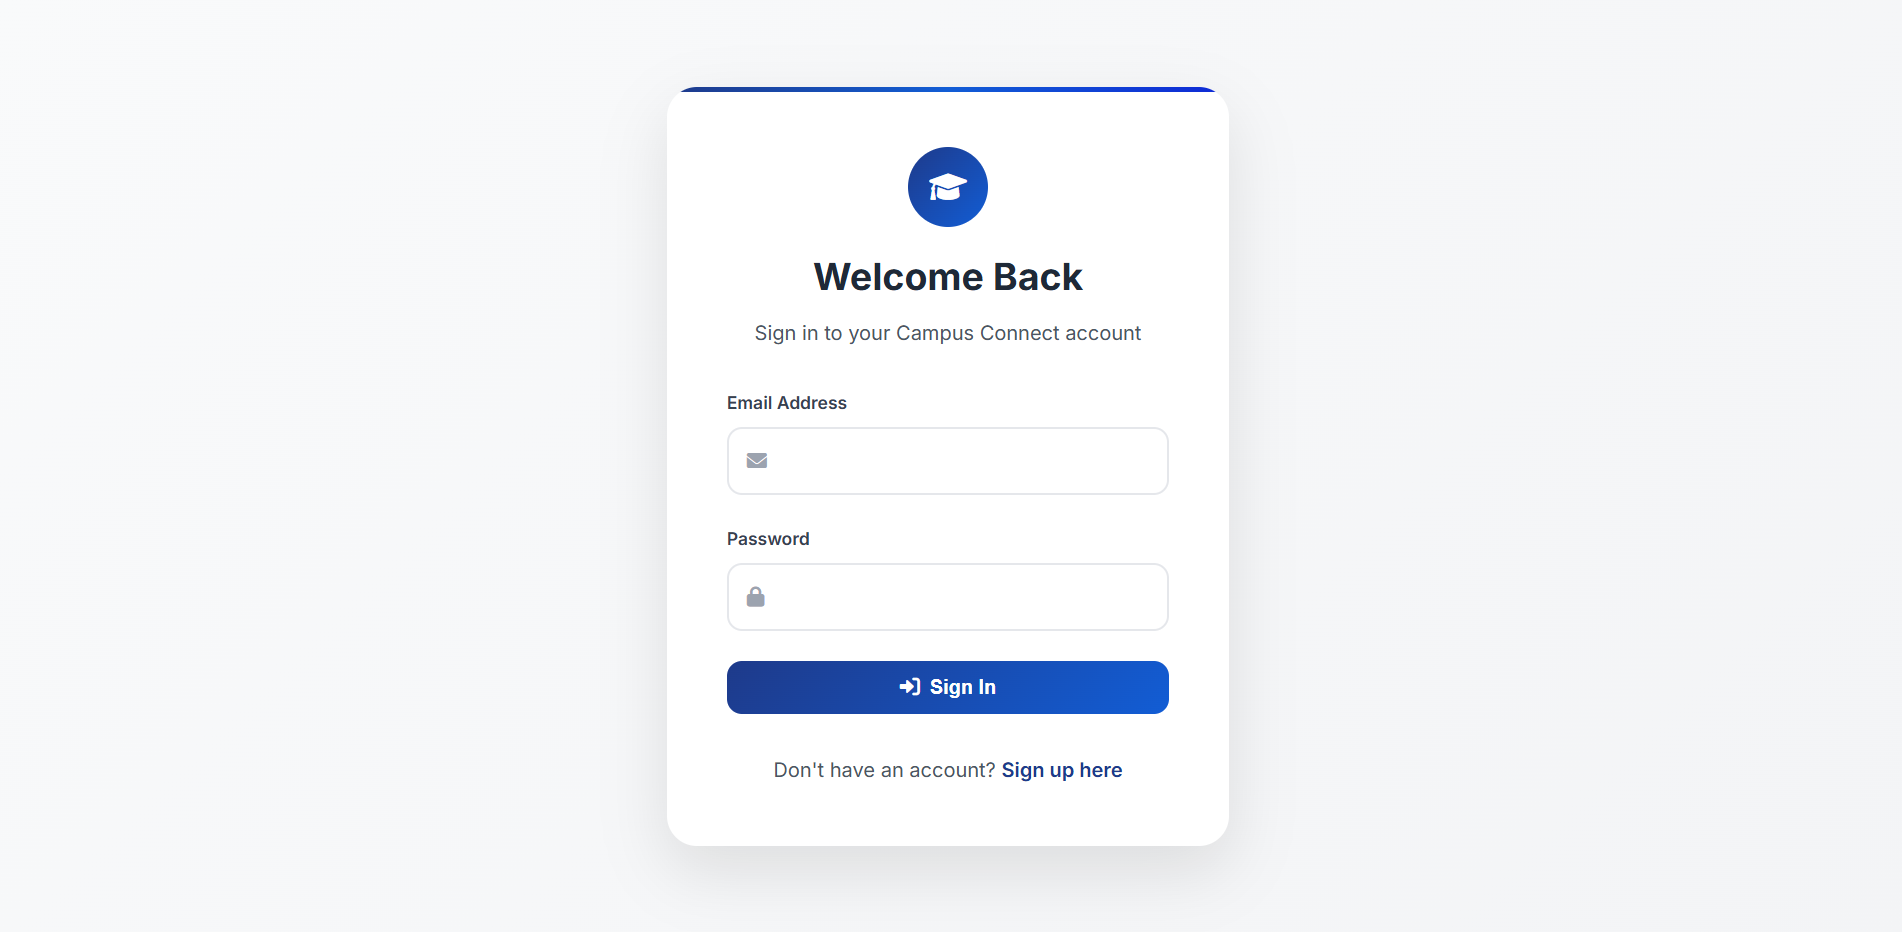 Welcome Back
Sign in to your Campus Connect account
Email Address
Password
Sign In
Don't have an account? Sign up here